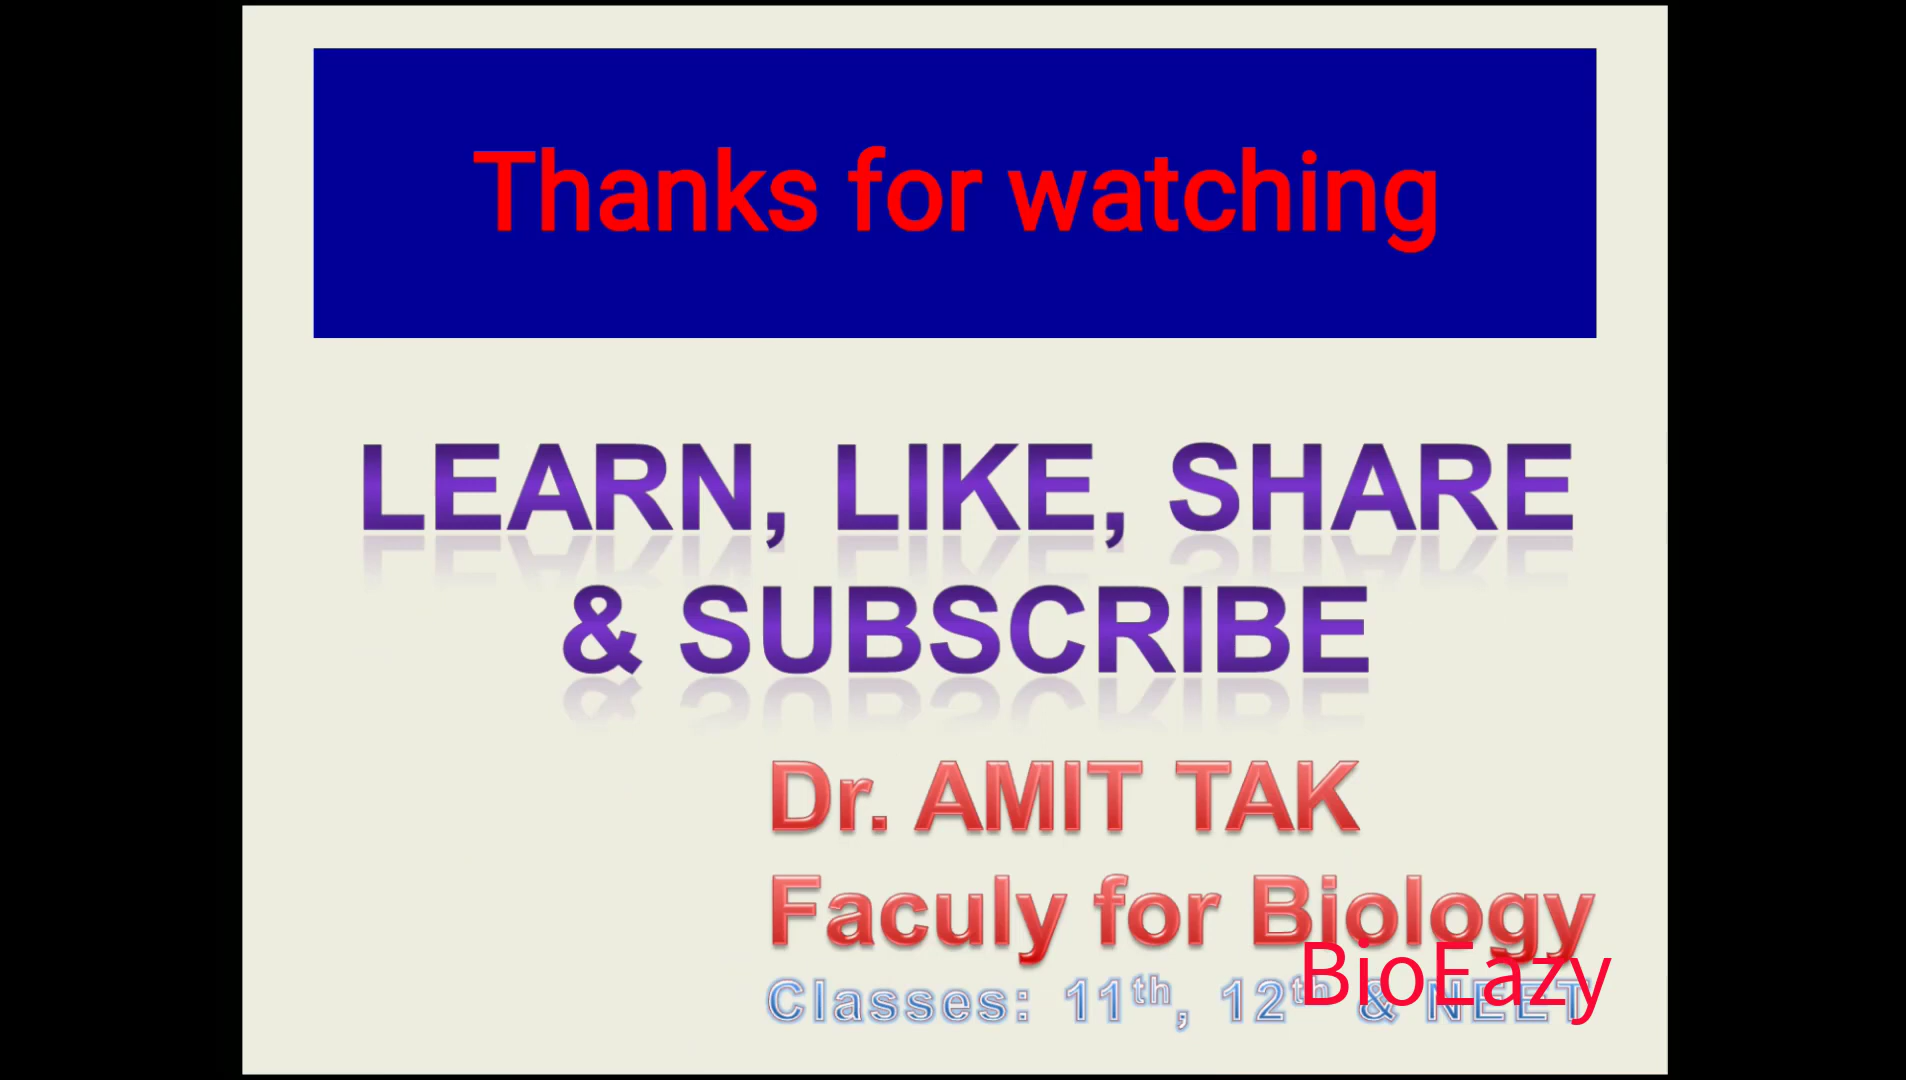 Thanks for watching
LEARN, LIKE, SHARE
& SUBSCRIBE
Dr. AMIT TAK
Faculy for Biology
BioEazy
Classes: 11th, 12th & NEET